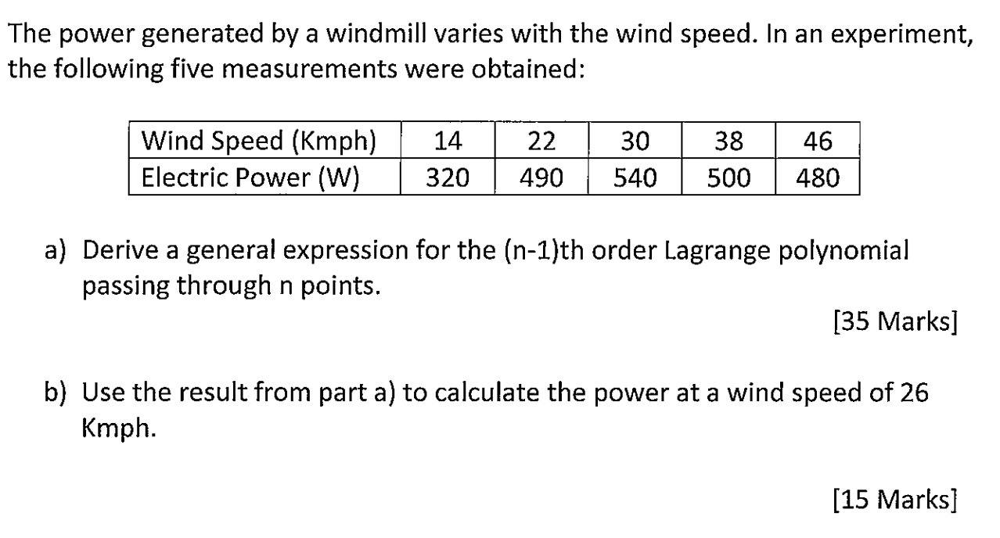 The power generated by a windmill varies with the wind speed. In an experiment,
the following five measurements were obtained:
Wind Speed (Kmph) 14 22 30 38 46
Electric Power (W) 320 490 540 500 480
a) Derive a general expression for the (n-1)th order Lagrange polynomial
passing through n points.
[35 Marks]
b) Use the result from part a) to calculate the power at a wind speed of 26
Kmph.
[15 Marks]